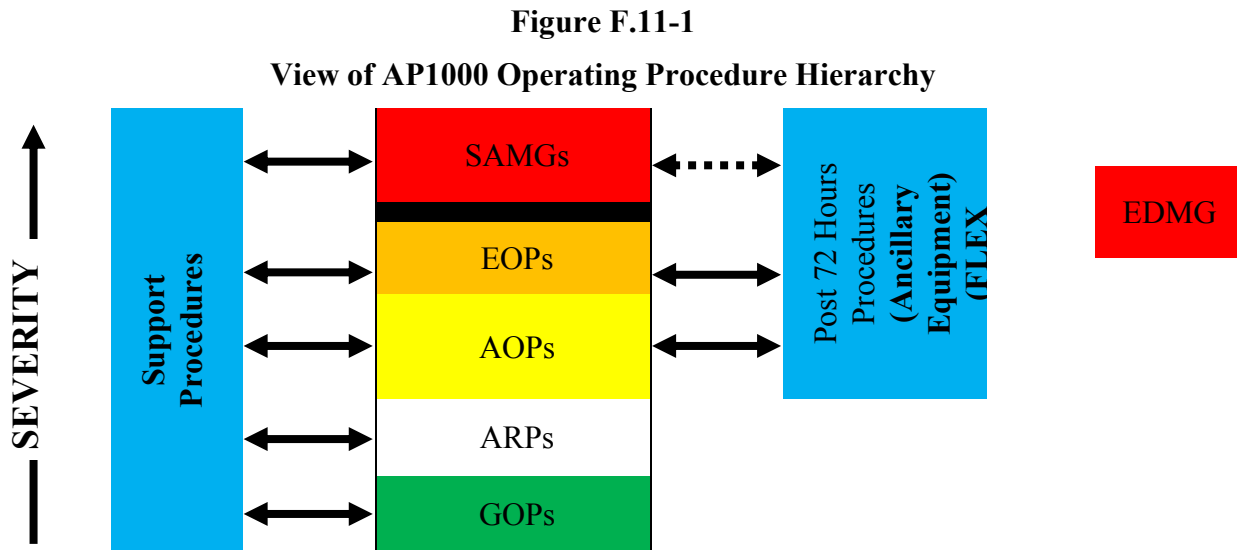 Figure F.11-1
View of AP1000 Operating Procedure Hierarchy
SEVERITY
Support
Procedures
SAMGs
EOPs
AOPs
ARPs
GOPs
Post 72 Hours
Procedures
(Ancillary
Equipment)
(FLEX
EDMG